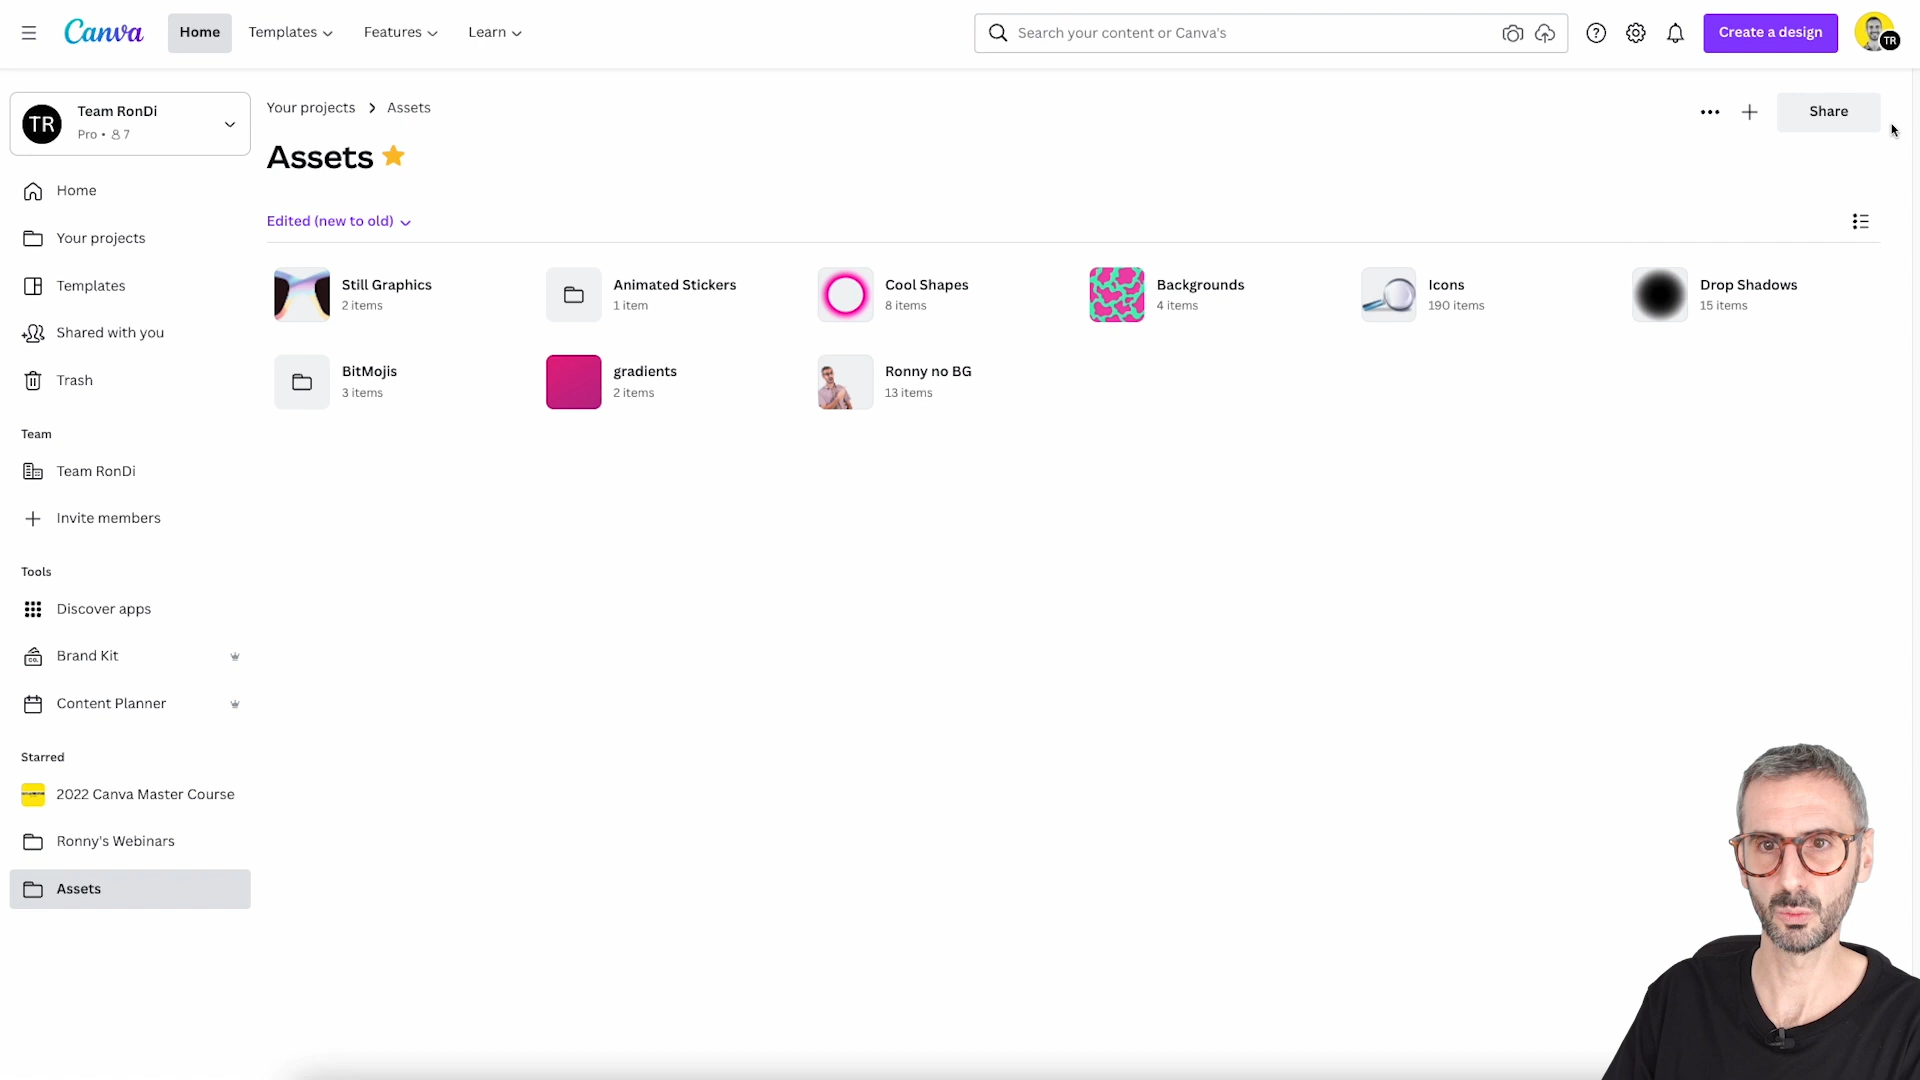 Canva
Home
Templates
Features
Learn
Search your content or Canva's
Create a design
TR
TR
Team RonDi
Pro • 7
Your projects
Assets
Share
Assets
Home
Your projects
Templates
Shared with you
Trash
Edited (new to old)
Still Graphics
2 items
Animated Stickers
1 item
Cool Shapes
8 items
Backgrounds
4 items
Icons
190 items
Drop Shadows
15 items
BitMojis
3 items
gradients
2 items
Ronny no BG
13 items
Team
Team RonDi
Invite members
Tools
Discover apps
CO.
Brand Kit
Content Planner
Starred
2022 Canva Master Course
Ronny's Webinars
Assets